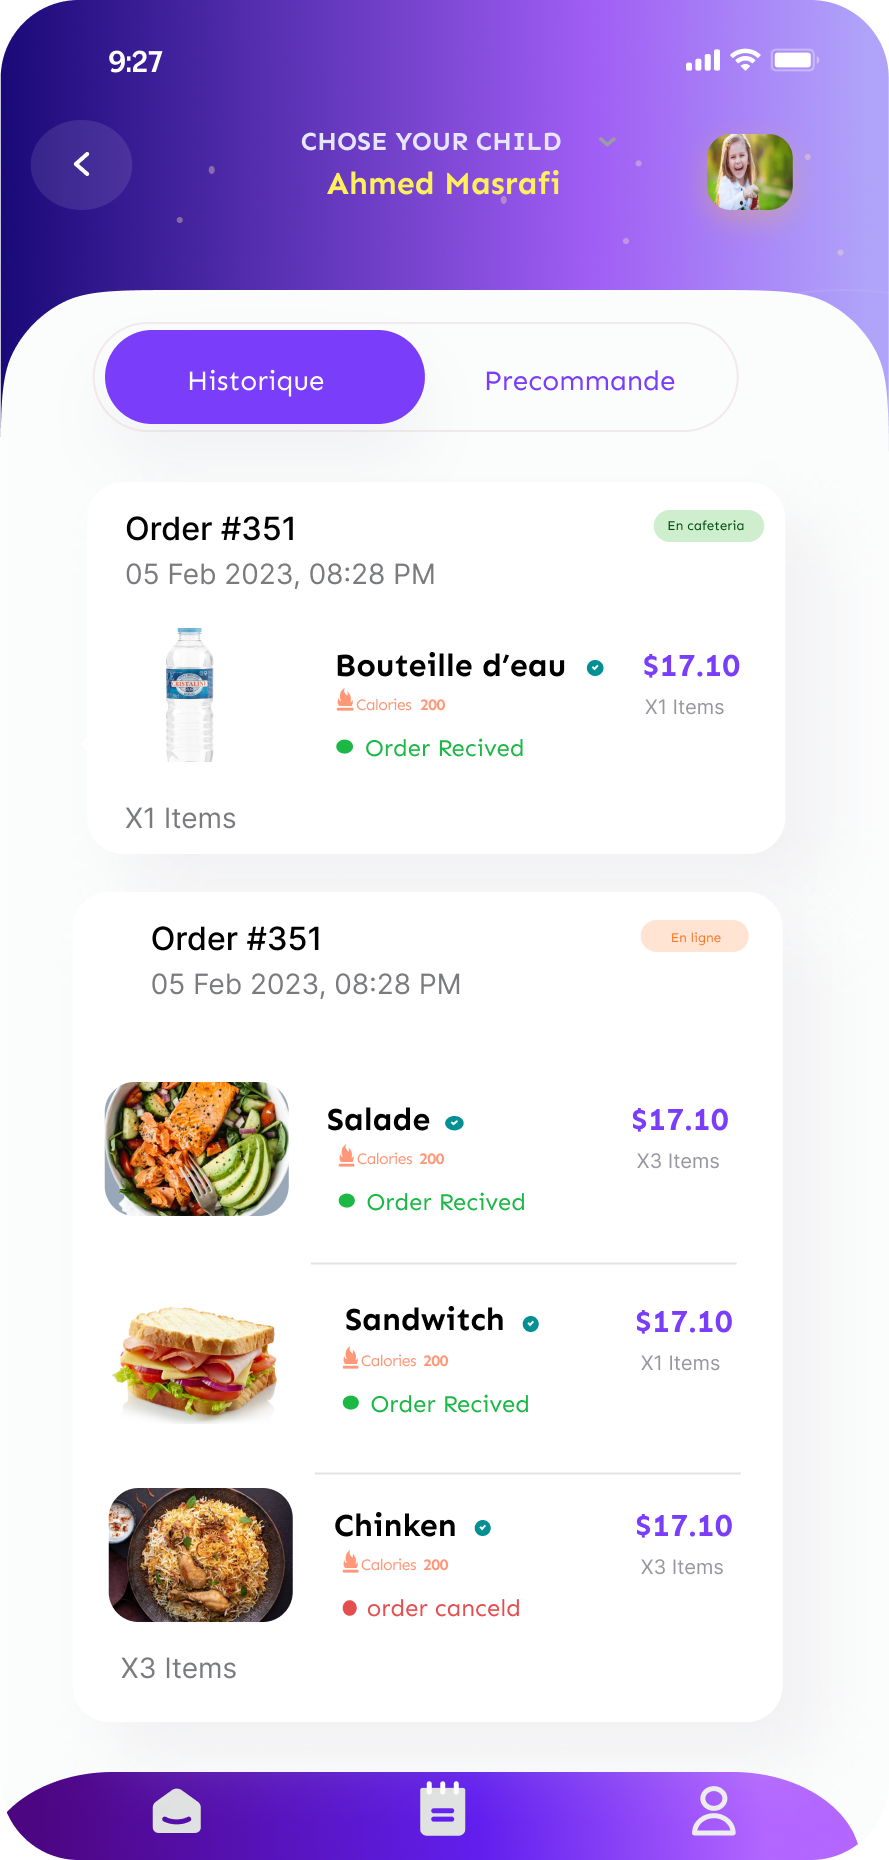 9:27
CHOSE YOUR CHILD
Ahmed Masrafi
Historique
Precommande
Order #351
En cafeteria
05 Feb 2023, 08:28 PM
CRISTALINE
Bouteille d’eau
$17.10
Calories 200
X1 Items
Order Recived
X1 Items
Order #351
En ligne
05 Feb 2023, 08:28 PM
Salade
$17.10
Calories 200
X3 Items
Order Recived
Sandwitch
$17.10
Calories 200
X1 Items
Order Recived
Chinken
$17.10
Calories 200
X3 Items
order canceld
X3 Items